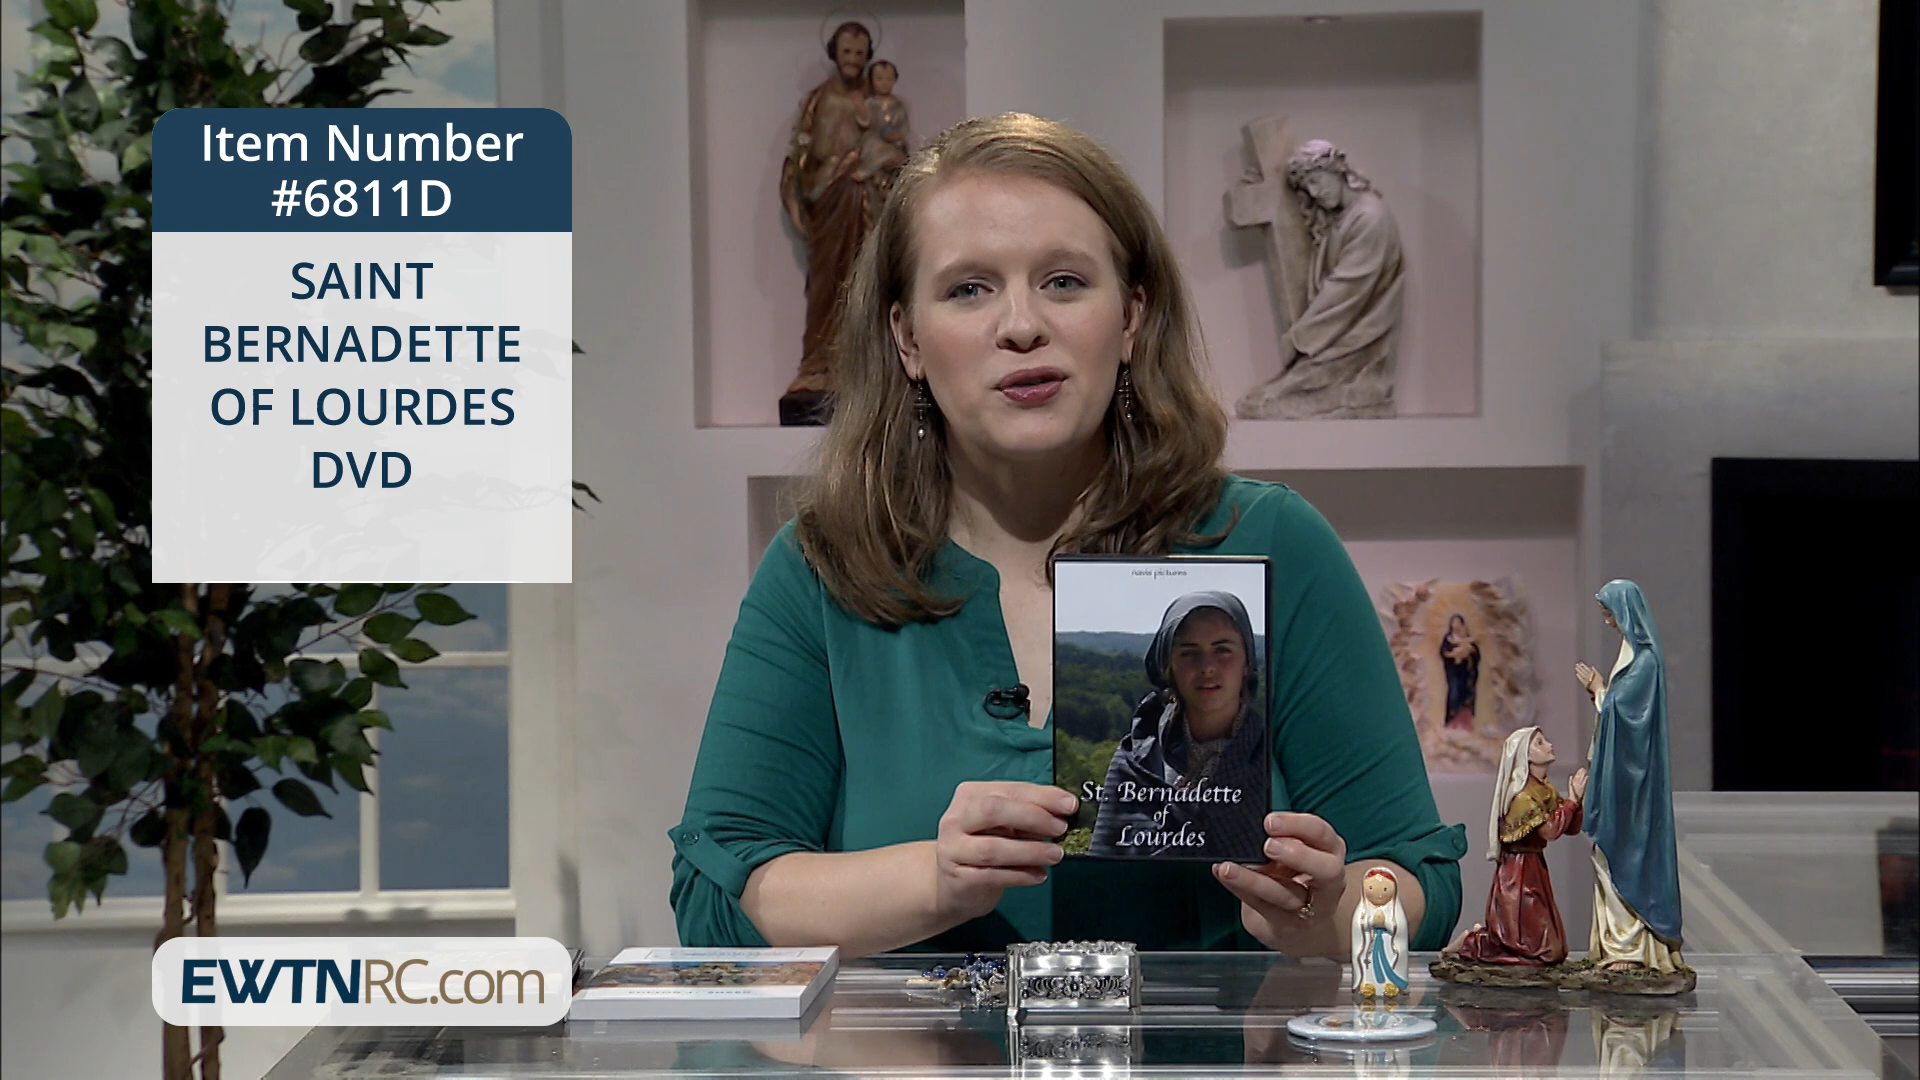 Item Number
#6811D
SAINT
BERNADETTE
OF LOURDES
DVD
navis pictures
St. Bernadette
of
Lourdes
EWTNRC.com